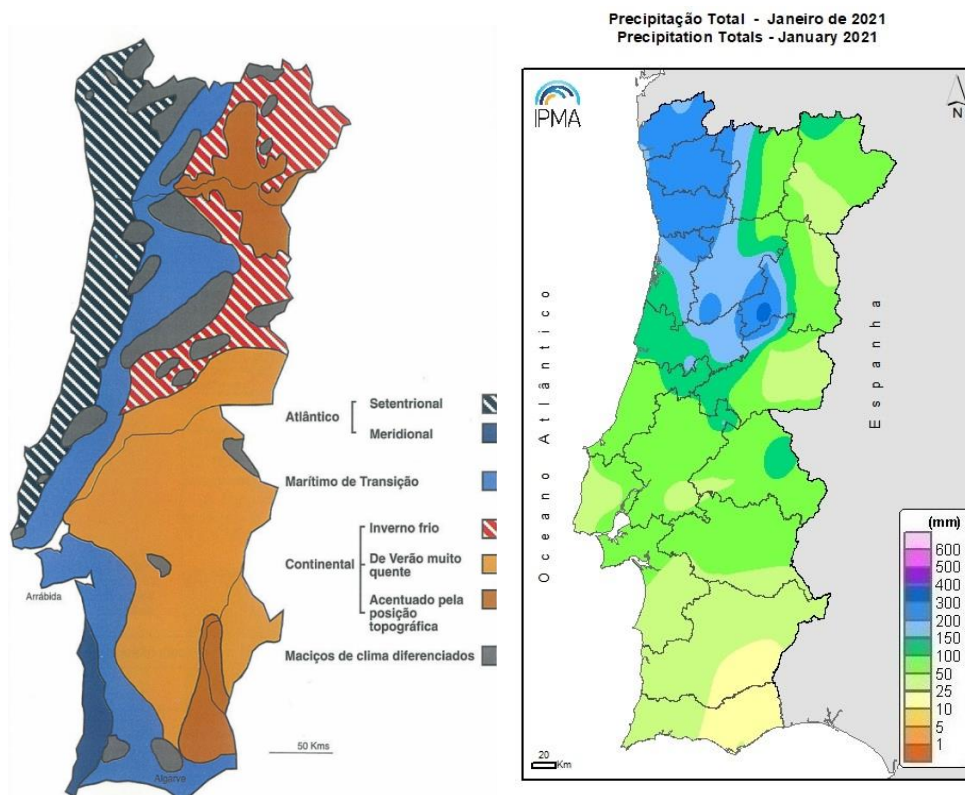 Atlântico
Setentrional
Meridional
Marítimo de Transição
Continental
Inverno frio
De Verão muito
quente
Acentuado pela
posição
topográfica
Maciços de clima diferenciados
Arrábida
Algarve
50 Kms
Precipitação Total - Janeiro de 2021
Precipitation Totals - January 2021
IPMA
N
Oceano Atlântico
Espanha
(mm)
600
500
400
300
200
150
100
50
25
10
5
1
20
Km